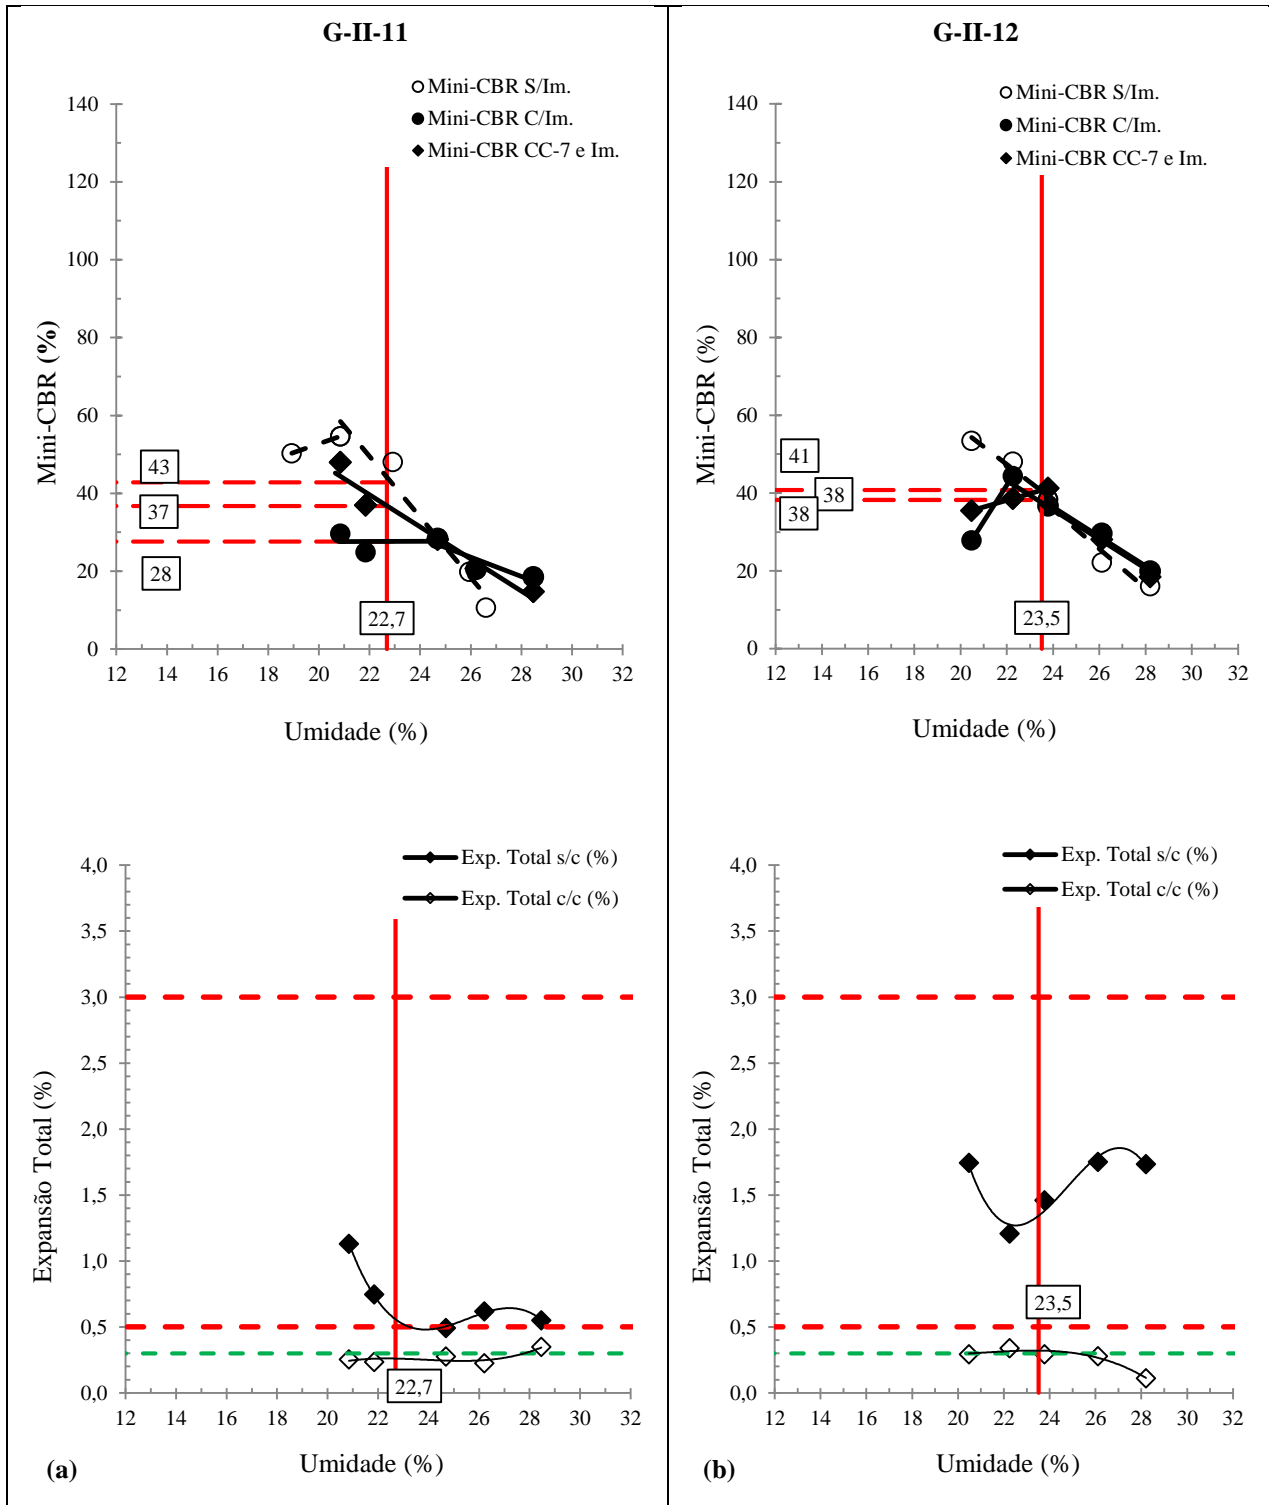 G-II-11
Mini-CBR S/Im.
Mini-CBR C/Im.
Mini-CBR CC-7 e Im.
140
120
100
80
60
40
20
0
Mini-CBR (%)
43
37
28
22,7
12 14 16 18 20 22 24 26 28 30 32
Umidade (%)
G-II-12
Mini-CBR S/Im.
Mini-CBR C/Im.
Mini-CBR CC-7 e Im.
140
120
100
80
60
40
20
0
Mini-CBR (%)
41
38
38
23,5
12 14 16 18 20 22 24 26 28 30 32
Umidade (%)
Exp. Total s/c (%)
Exp. Total c/c (%)
4,0
3,5
3,0
2,5
2,0
1,5
1,0
0,5
0,0
Expansão Total (%)
22,7
12 14 16 18 20 22 24 26 28 30 32
Umidade (%)
(a)
Exp. Total s/c (%)
Exp. Total c/c (%)
4,0
3,5
3,0
2,5
2,0
1,5
1,0
0,5
0,0
Expansão Total (%)
23,5
12 14 16 18 20 22 24 26 28 30 32
Umidade (%)
(b)